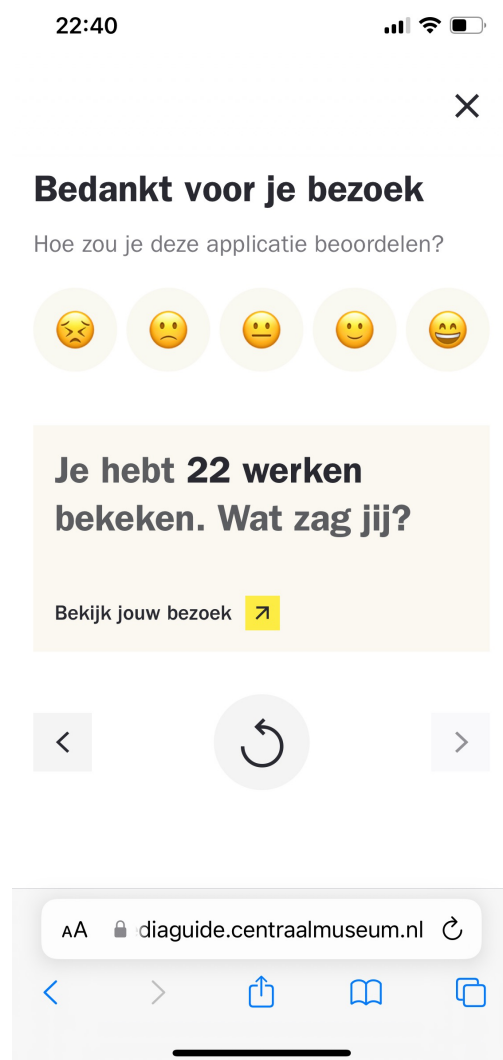 22:40
Bedankt voor je bezoek
Hoe zou je deze applicatie beoordelen?
Je hebt 22 werken
bekeken. Wat zag jij?
Bekijk jouw bezoek
AA diaguide.centraalmuseum.nl